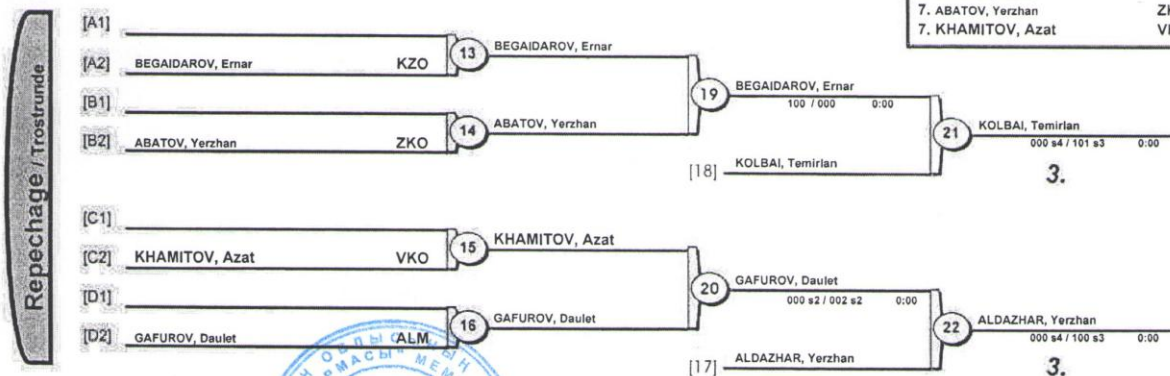 7. ABATOV, Yerzhan
7. KHAMITOV, Azat
Repechage / Trostrunde
[A1]
[A2] BEGAIDAROV, Ernar KZO
13 BEGAIDAROV, Ernar
[B1]
[B2] ABATOV, Yerzhan ZKO
14 ABATOV, Yerzhan
19 BEGAIDAROV, Ernar
100 / 000 0:00
[18] KOLBAI, Temirlan
21 KOLBAI, Temirlan
000 s4 / 101 s3 0:00
3.
[C1]
[C2] KHAMITOV, Azat VKO
15 KHAMITOV, Azat
[D1]
[D2] GAFUROV, Daulet ALM
16 GAFUROV, Daulet
20 GAFUROV, Daulet
000 s2 / 002 s2 0:00
[17] ALDAZHAR, Yerzhan
22 ALDAZHAR, Yerzhan
000 s4 / 100 s3 0:00
3.